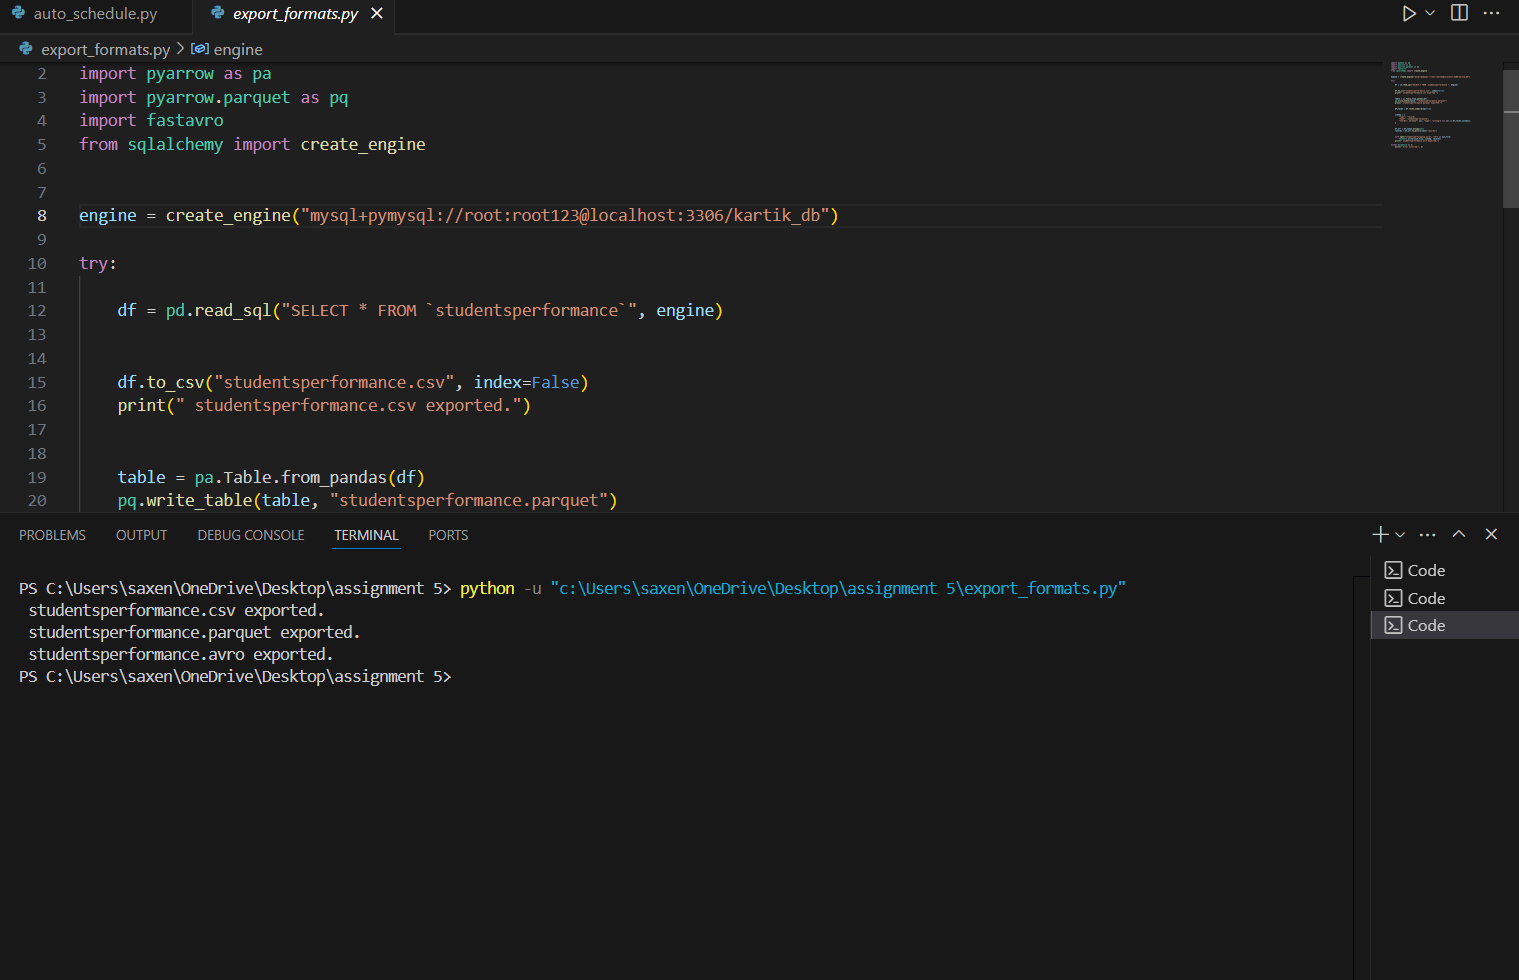 auto_schedule.py
export_formats.py
export_formats.py > engine
2 import pyarrow as pa
3 import pyarrow.parquet as pq
4 import fastavro
5 from sqlalchemy import create_engine
6
7
8 engine = create_engine("mysql+pymysql://root:root123@localhost:3306/kartik_db")
9
10 try:
11
12 df = pd.read_sql("SELECT * FROM `studentsperformance`", engine)
13
14
15 df.to_csv("studentsperformance.csv", index=False)
16 print(" studentsperformance.csv exported.")
17
18
19 table = pa.Table.from_pandas(df)
20 pq.write_table(table, "studentsperformance.parquet")
PROBLEMS OUTPUT DEBUG CONSOLE TERMINAL PORTS
PS C:\Users\saxen\OneDrive\Desktop\assignment 5> python -u "c:\Users\saxen\OneDrive\Desktop\assignment 5\export_formats.py"
studentsperformance.csv exported.
studentsperformance.parquet exported.
studentsperformance.avro exported.
PS C:\Users\saxen\OneDrive\Desktop\assignment 5>
Code
Code
Code